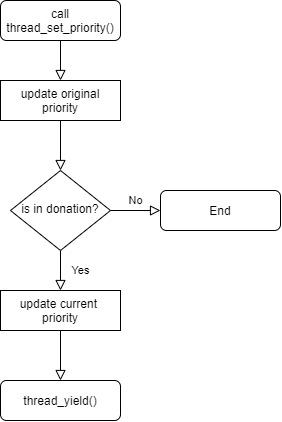 call
thread_set_priority()
update original
priority
is in donation?
No
End
Yes
update current
priority
thread_yield()